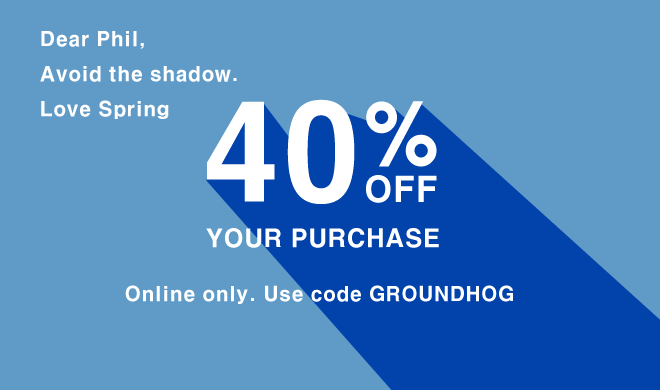 Dear Phil,
Avoid the shadow.
Love Spring
40%
OFF
YOUR PURCHASE
Online only. Use code GROUNDHOG